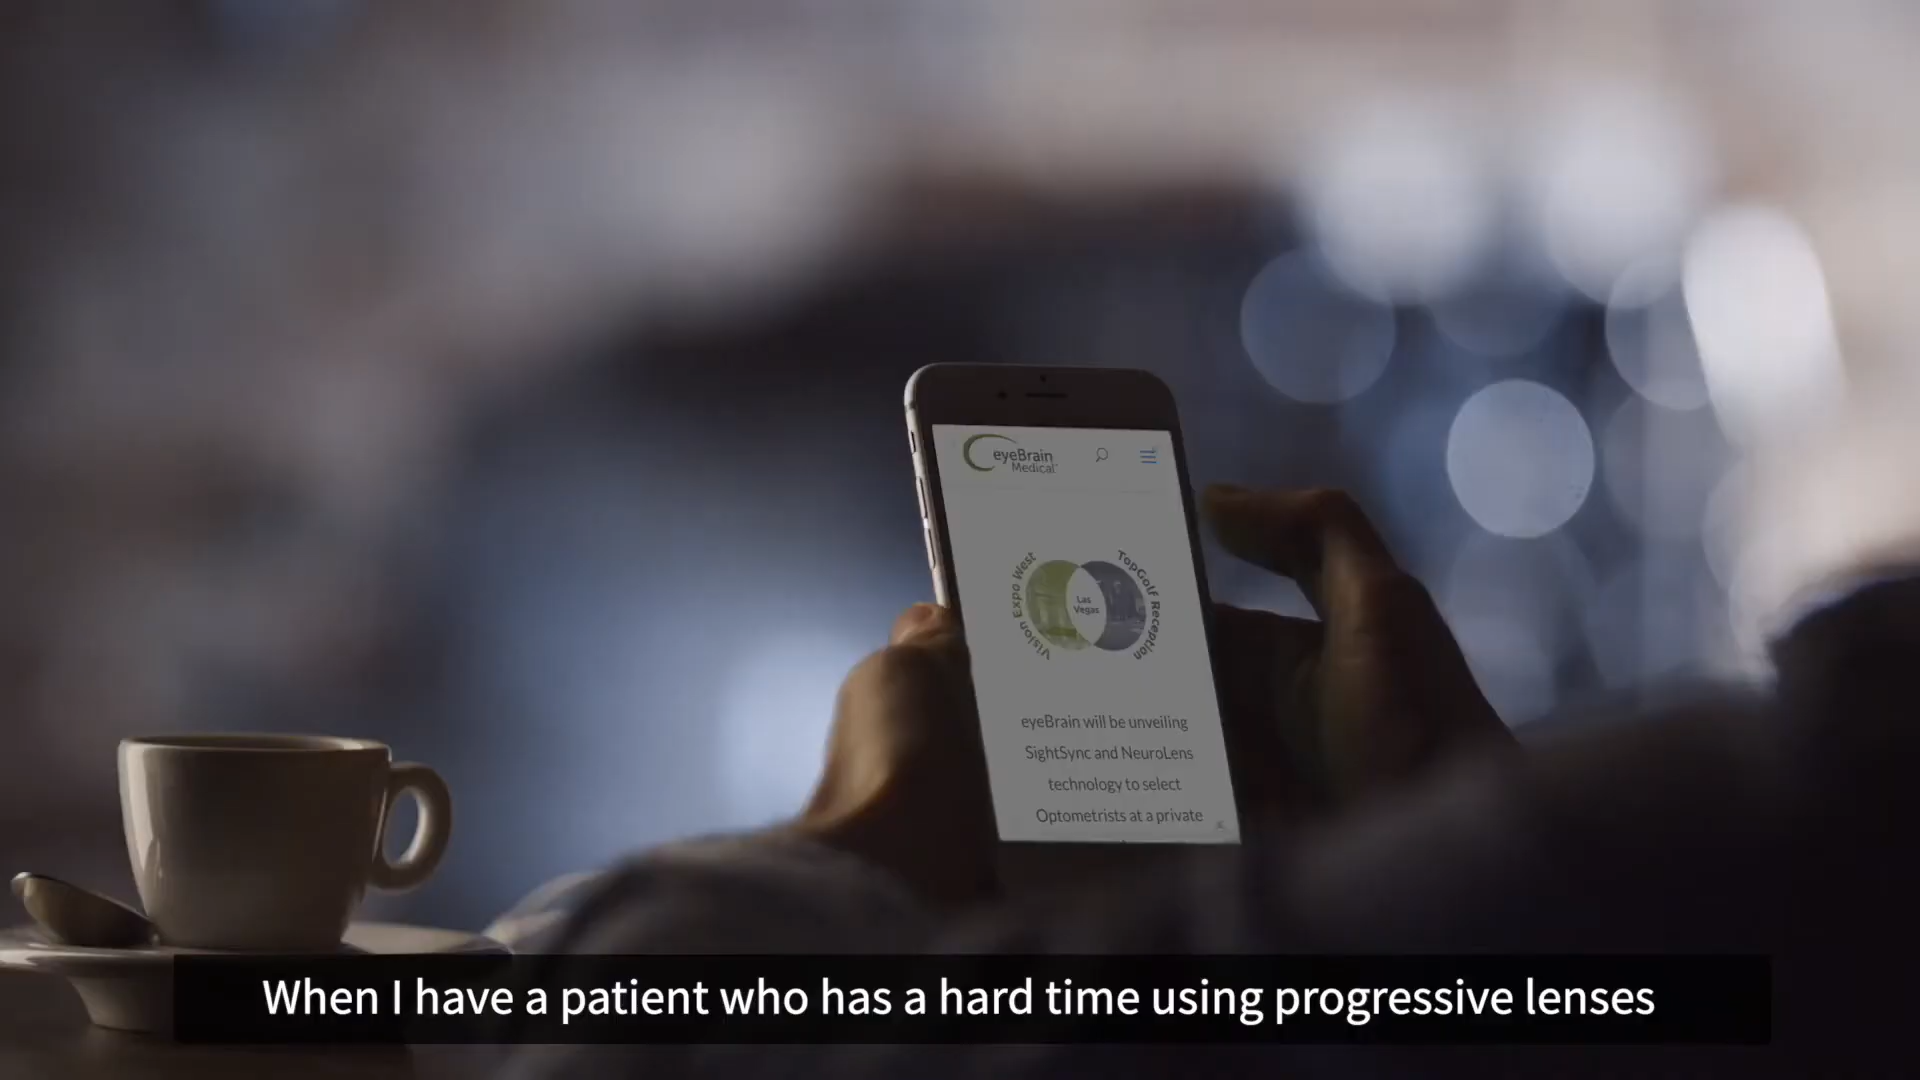 eyeBrain
Medical
Vision Expo West
Las
Vegas
TopGolf Reception
eyeBrain will be unveiling
SightSync and NeuroLens
technology to select
Optometrists at a private
When I have a patient who has a hard time using progressive lenses